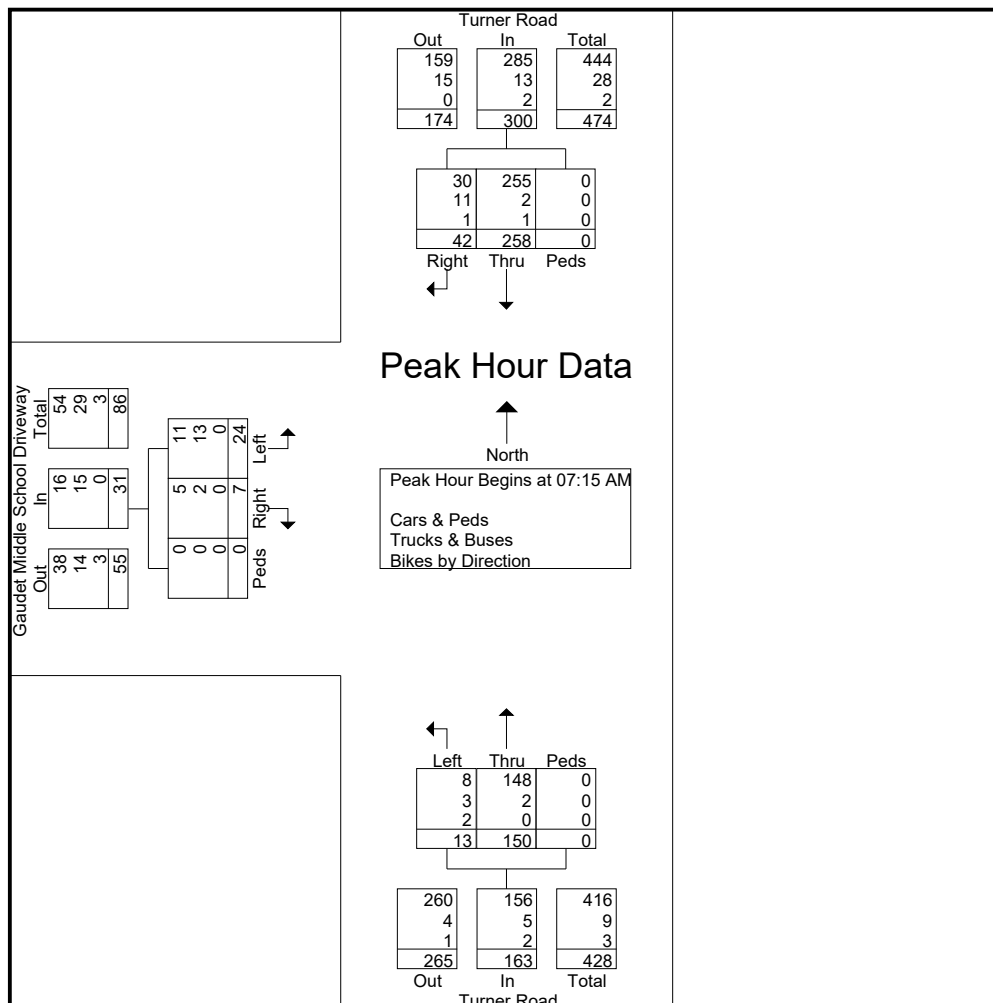 Turner Road
Out In Total
159 285 444
15 13 28
0 2 2
174 300 474
30 255 0
11 2 0
1 1 0
42 258 0
Right Thru Peds
Peak Hour Data
North
Peak Hour Begins at 07:15 AM
Cars & Peds
Trucks & Buses
Bikes by Direction
Gaudet Middle School Driveway
Out In Total
38 16 54
14 15 29
3 0 3
55 31 86
0 5 11
0 2 13
0 0 0
0 7 24
Peds Right Left
Left Thru Peds
8 148 0
3 2 0
2 0 0
13 150 0
260 156 416
4 5 9
1 2 3
265 163 428
Out In Total
Turner Road